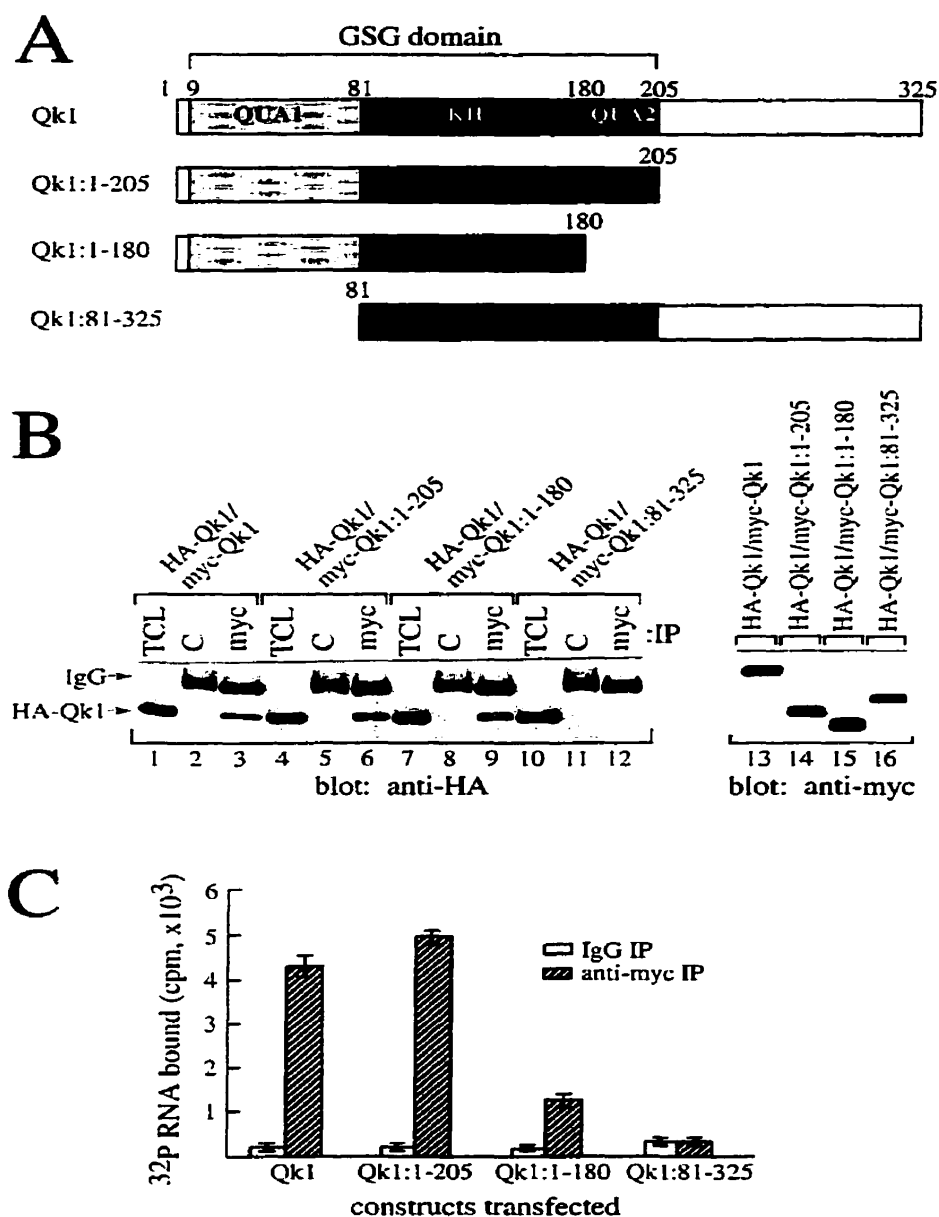 A
GSG domain
1 9 81 180 205 325
Qk1 QUA1 KH QUA2
205
Qk1:1-205
180
Qk1:1-180
81
Qk1:81-325
B
HA-Qk1/
myc-Qk1
HA-Qk1/
myc-Qk1:1-205
HA-Qk1/
myc-Qk1:1-180
HA-Qk1/
myc-Qk1:81-325
TCL C myc TCL C myc TCL C myc TCL C myc :IP
IgG
HA-Qk1
1 2 3 4 5 6 7 8 9 10 11 12
blot: anti-HA
HA-Qk1/myc-Qk1
HA-Qk1/myc-Qk1:1-205
HA-Qk1/myc-Qk1:1-180
HA-Qk1/myc-Qk1:81-325
13 14 15 16
blot: anti-myc
C
32P RNA bound (cpm, x103)
6
5
4
3
2
1
IgG IP
anti-myc IP
Qk1 Qk1:1-205 Qk1:1-180 Qk1:81-325
constructs transfected